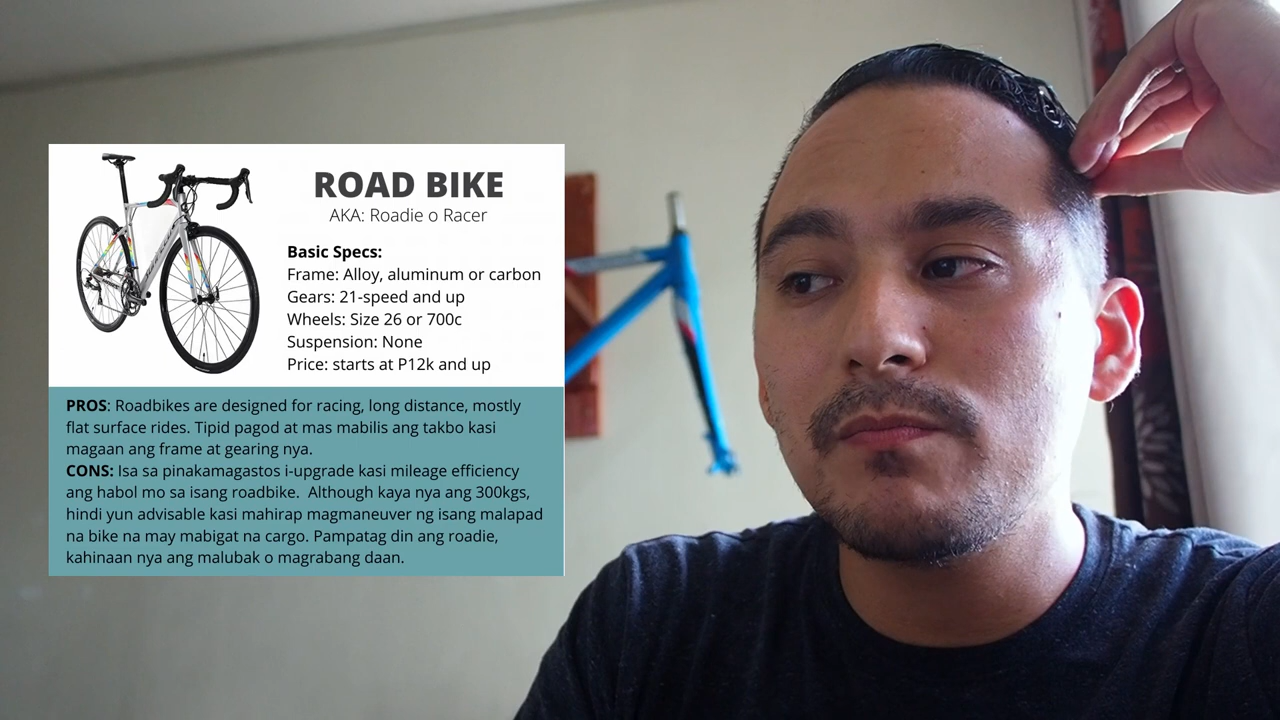 ROAD BIKE
AKA: Roadie o Racer
Basic Specs:
Frame: Alloy, aluminum or carbon
Gears: 21-speed and up
Wheels: Size 26 or 700c
Suspension: None
Price: starts at P12k and up
PROS: Roadbikes are designed for racing, long distance, mostly
flat surface rides. Tipid pagod at mas mabilis ang takbo kasi
magaan ang frame at gearing nya.
CONS: Isa sa pinakamagastos i-upgrade kasi mileage efficiency
ang habol mo sa isang roadbike.  Although kaya nya ang 300kgs,
hindi yun advisable kasi mahirap magmaneuver ng isang malapad
na bike na may mabigat na cargo. Pampatag din ang roadie,
kahinaan nya ang malubak o magrabang daan.